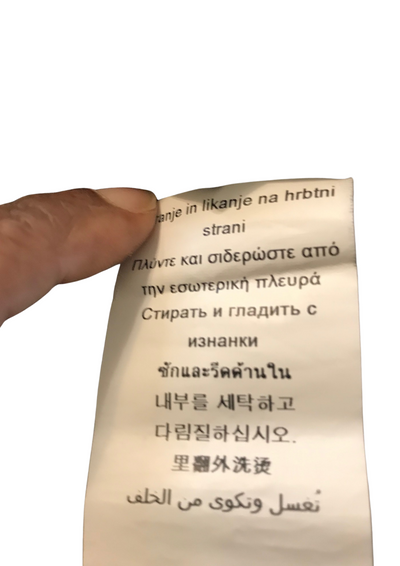 in likanje na hrbtni
strani
Πλύντε και σιδερώστε από
την εσωτερική πλευρά
Стирать и гладить с
изнанки
ซักและรีดด้านใน
내부를 세탁하고
다림질하십시오.
里翻外洗烫
تُغسل وتكوى من الخلف